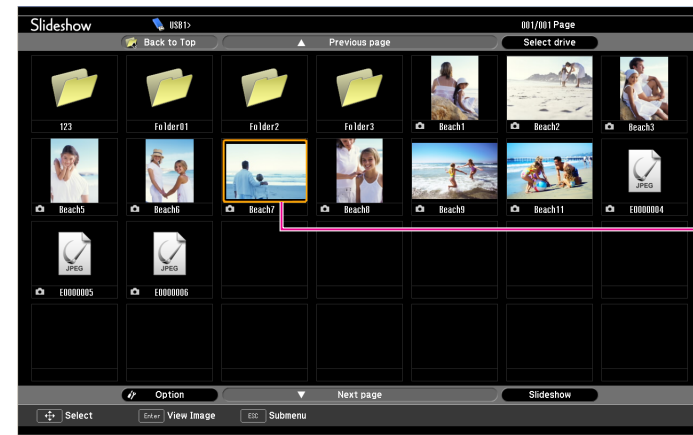 Slideshow USB1> 001/001 Page
Back to Top Previous page Select drive
123 Folder01 Folder2 Folder3 Beach1 Beach2 Beach3
JPEG
Beach5 Beach6 Beach7 Beach8 Beach9 Beach11 E0000004
JPEG JPEG
E0000005 E0000006
Option Next page Slideshow
Select Enter View Image ESC Submenu